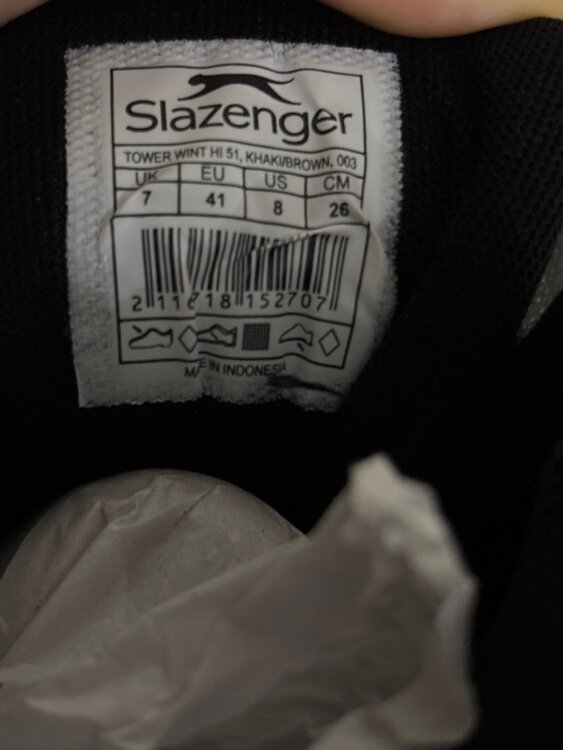 Slazenger
TOWER WINT HI 51, KHAKI/BROWN, 003
UK EU US CM
7 41 8 26
2 11818 152707
MADE IN INDONESIA